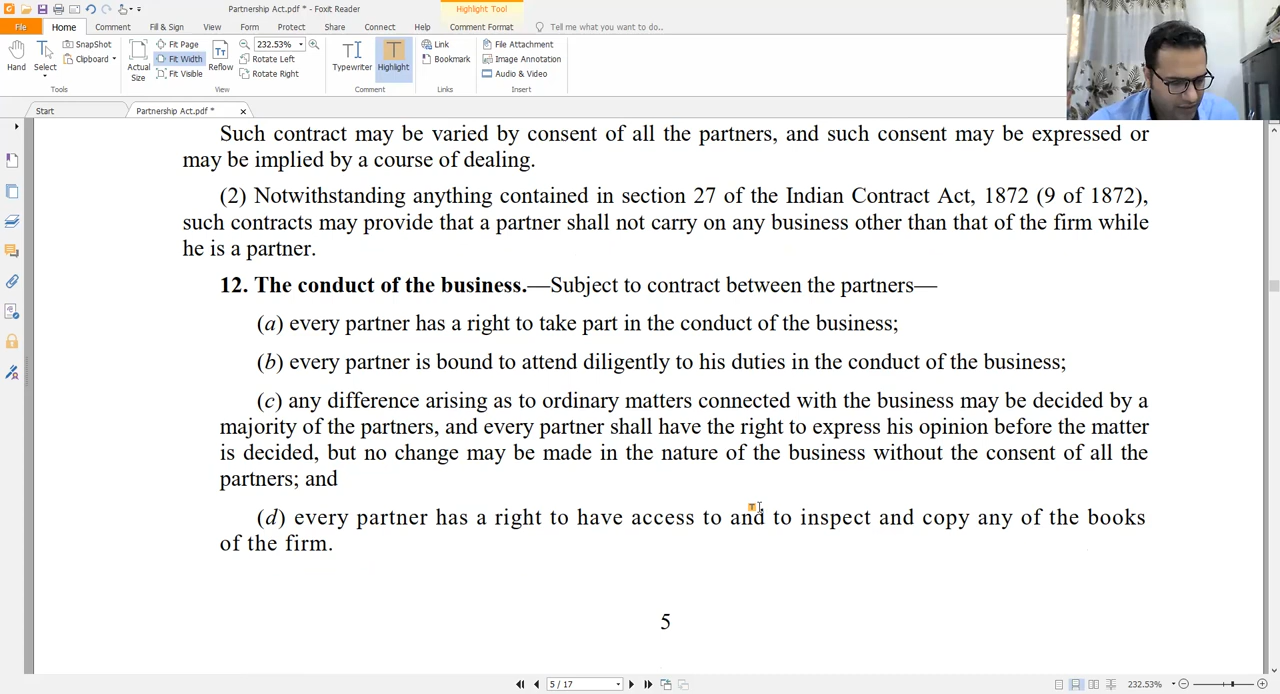 Partnership Act.pdf * - Foxit Reader
Highlight Tool
File Home Comment Fill & Sign View Form Protect Share Connect Help Comment Format Tell me what you want to do..
SnapShot Fit Page 232.53% Link File Attachment
Clipboard Fit Width Rotate Left Bookmark Image Annotation
Hand Select Actual Size Fit Visible Reflow Rotate Right Typewriter Highlight Audio & Video
Tools View Comment Links Insert
Start Partnership Act.pdf *
Such contract may be varied by consent of all the partners, and such consent may be expressed or
may be implied by a course of dealing.
(2) Notwithstanding anything contained in section 27 of the Indian Contract Act, 1872 (9 of 1872),
such contracts may provide that a partner shall not carry on any business other than that of the firm while
he is a partner.
12. The conduct of the business.—Subject to contract between the partners—
(a) every partner has a right to take part in the conduct of the business;
(b) every partner is bound to attend diligently to his duties in the conduct of the business;
(c) any difference arising as to ordinary matters connected with the business may be decided by a
majority of the partners, and every partner shall have the right to express his opinion before the matter
is decided, but no change may be made in the nature of the business without the consent of all the
partners; and
(d) every partner has a right to have access to and to inspect and copy any of the books
of the firm.
5
5 / 17 232.53%